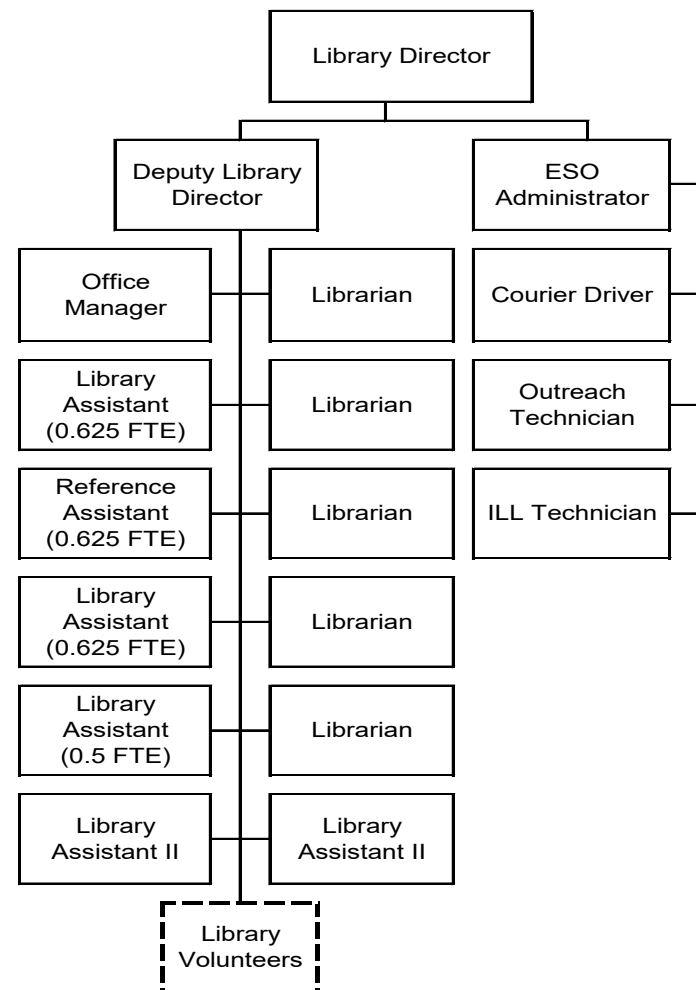 Library Director
Deputy Library
Director
ESO
Administrator
Office
Manager
Librarian
Courier Driver
Library
Assistant
(0.625 FTE)
Librarian
Outreach
Technician
Reference
Assistant
(0.625 FTE)
Librarian
ILL Technician
Library
Assistant
(0.625 FTE)
Librarian
Library
Assistant
(0.5 FTE)
Librarian
Library
Assistant II
Library
Assistant II
Library
Volunteers